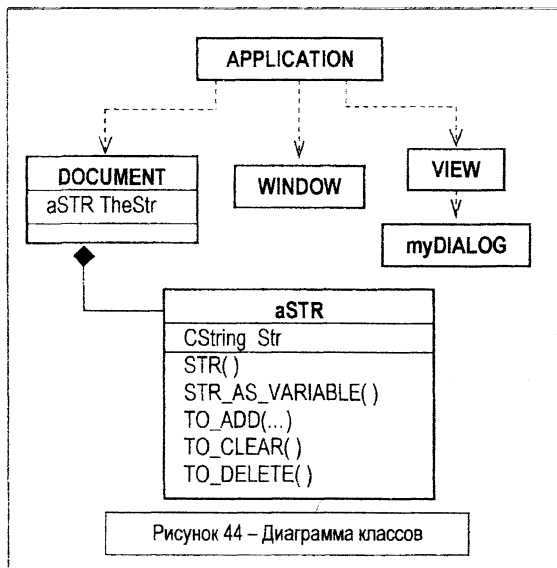 APPLICATION
DOCUMENT
aSTR TheStr
WINDOW
VIEW
myDIALOG
aSTR
CString Str
STR( )
STR_AS_VARIABLE( )
TO_ADD(...)
TO_CLEAR( )
TO_DELETE( )
Рисунок 44 – Диаграмма классов